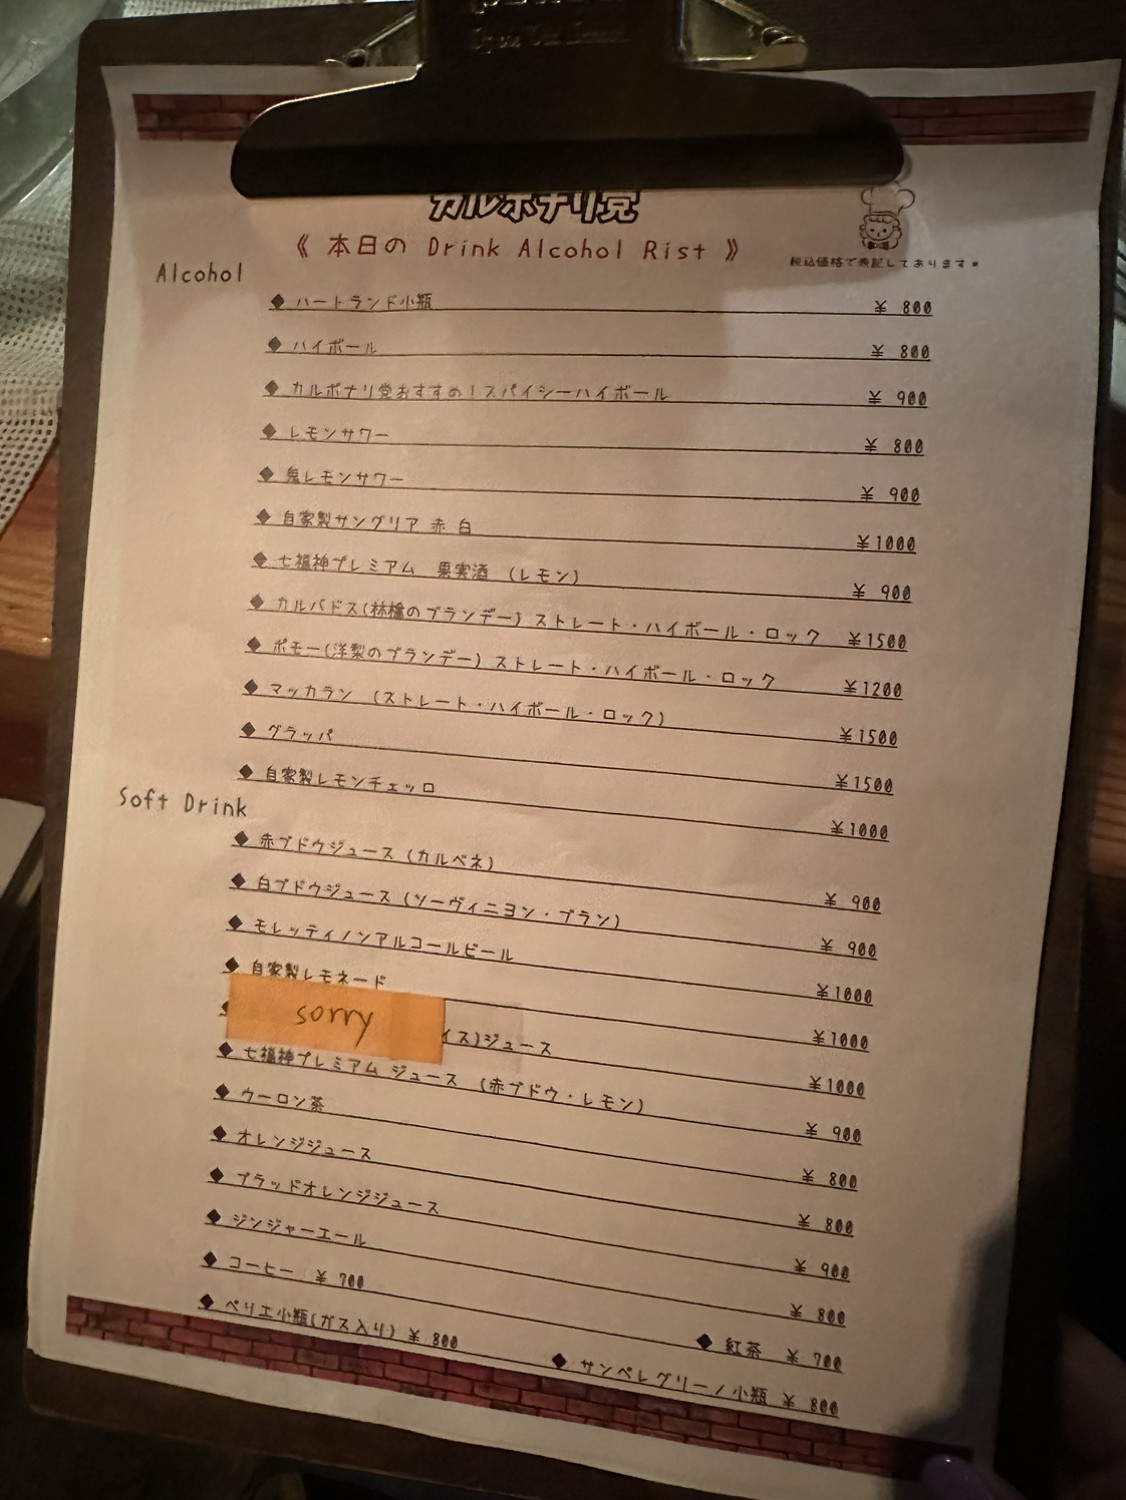 カルボナリ党
《 本日の Drink Alcohol Rist 》
税込価格で表記しております。
Alcohol
◆ ハートランド小瓶 ¥ 800
◆ ハイボール ¥ 800
◆ カルボナリ党おすすめ！スパイシーハイボール ¥ 900
◆ レモンサワー ¥ 800
◆ 鬼レモンサワー ¥ 900
◆ 自家製サングリア 赤 白 ¥1000
◆ 七福神プレミアム 果実酒 (レモン) ¥ 900
◆ カルバドス(林檎のブランデー) ストレート・ハイボール・ロック ¥1500
◆ ポモー(洋梨のブランデー) ストレート・ハイボール・ロック ¥1200
◆ マッカラン (ストレート・ハイボール・ロック) ¥1500
◆ グラッパ ¥1500
◆ 自家製レモンチェッロ ¥1000
Soft Drink
◆ 赤ブドウジュース (カルベネ) ¥ 900
◆ 白ブドウジュース (ソーヴィニヨン・ブラン) ¥ 900
◆ モレッティノンアルコールビール ¥1000
◆ 自家製レモネード ¥1000
sorry イス)ジュース ¥1000
◆ 七福神プレミアム ジュース (赤ブドウ・レモン) ¥ 900
◆ ウーロン茶 ¥ 800
◆ オレンジジュース ¥ 800
◆ ブラッドオレンジジュース ¥ 900
◆ ジンジャーエール ¥ 800
◆ コーヒー ¥ 700 ◆ 紅茶 ¥ 700
◆ ペリエ小瓶(ガス入り) ¥ 800 ◆ サンペレグリーノ小瓶 ¥ 800